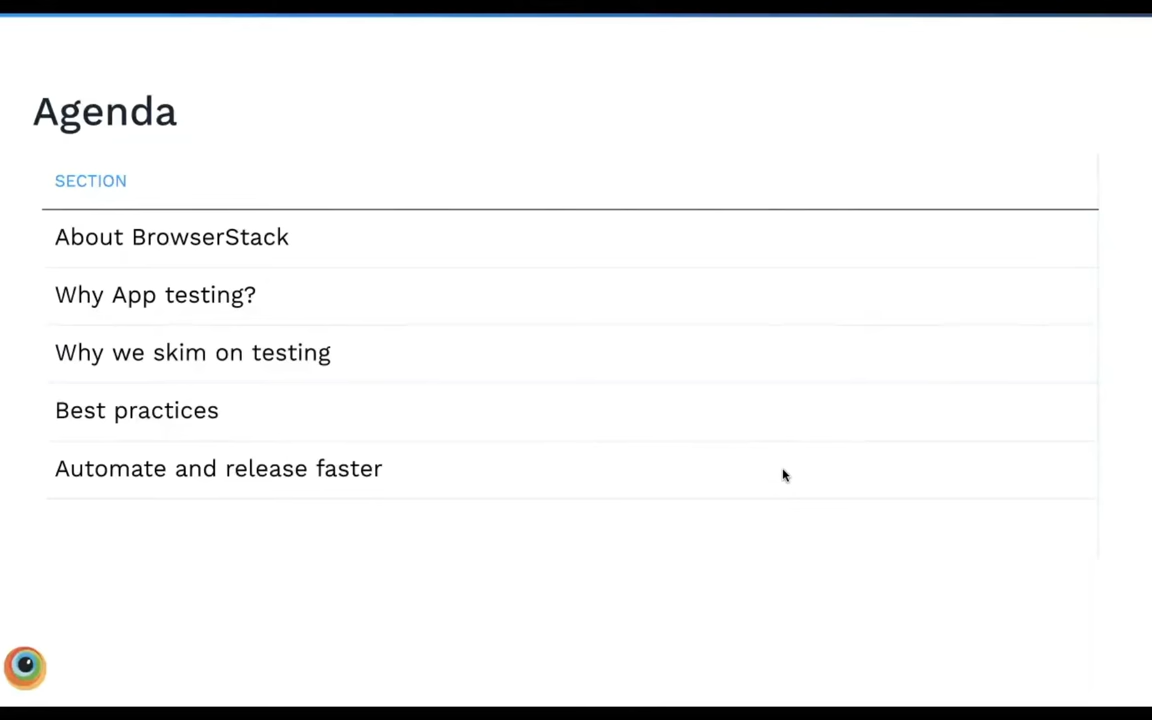 Agenda
SECTION
About BrowserStack
Why App testing?
Why we skim on testing
Best practices
Automate and release faster